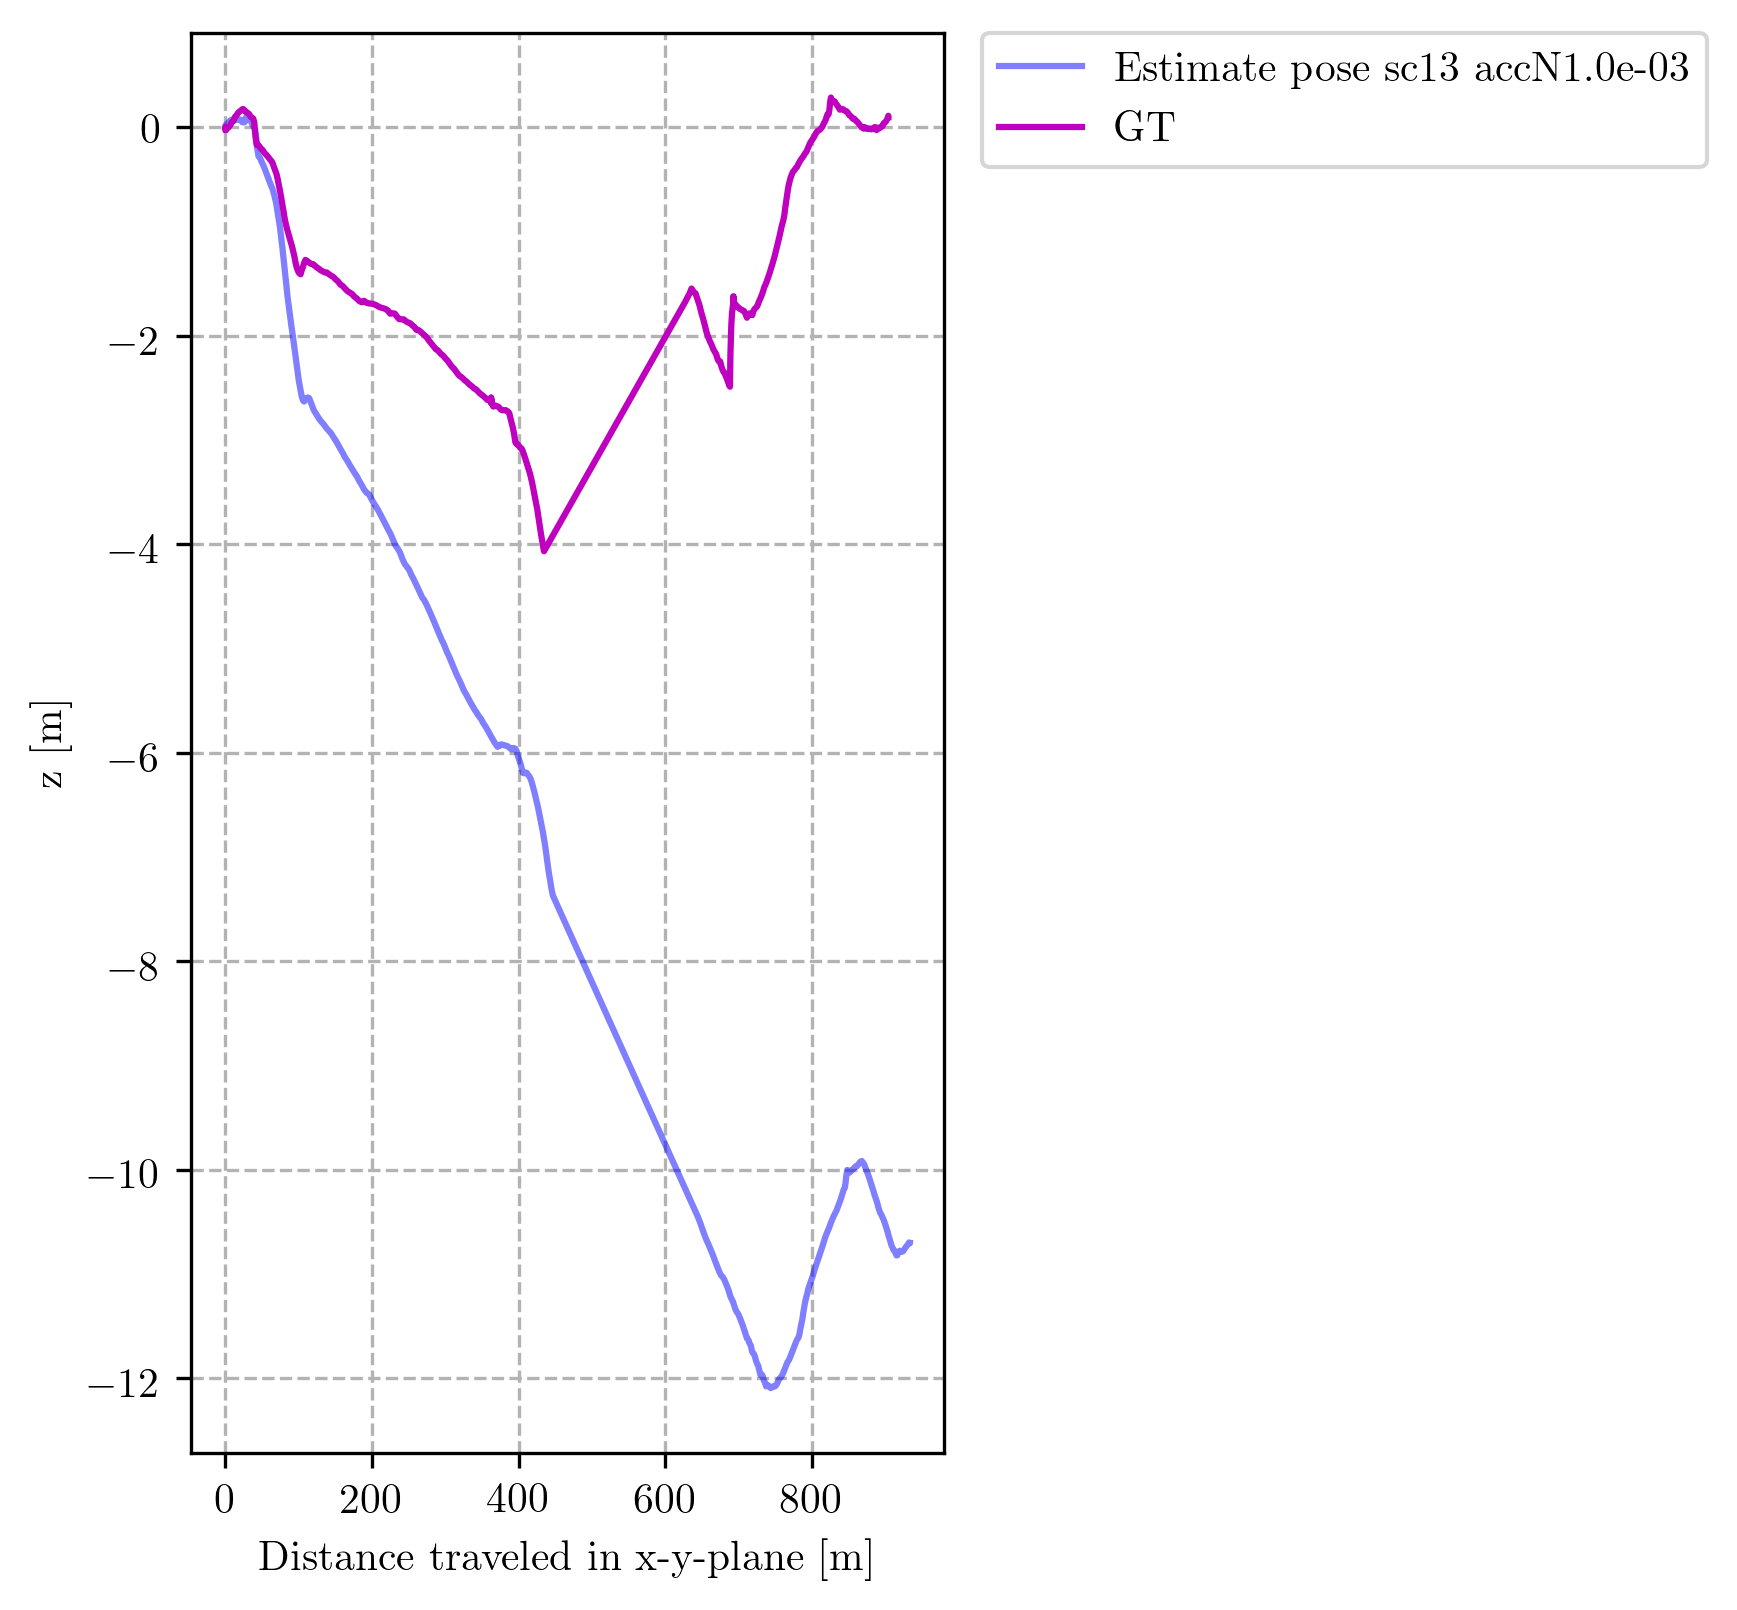 Estimate pose sc13 accN1.0e-03
GT
0
−2
−4
−6
−8
−10
−12
z [m]
0 200 400 600 800
Distance traveled in x-y-plane [m]